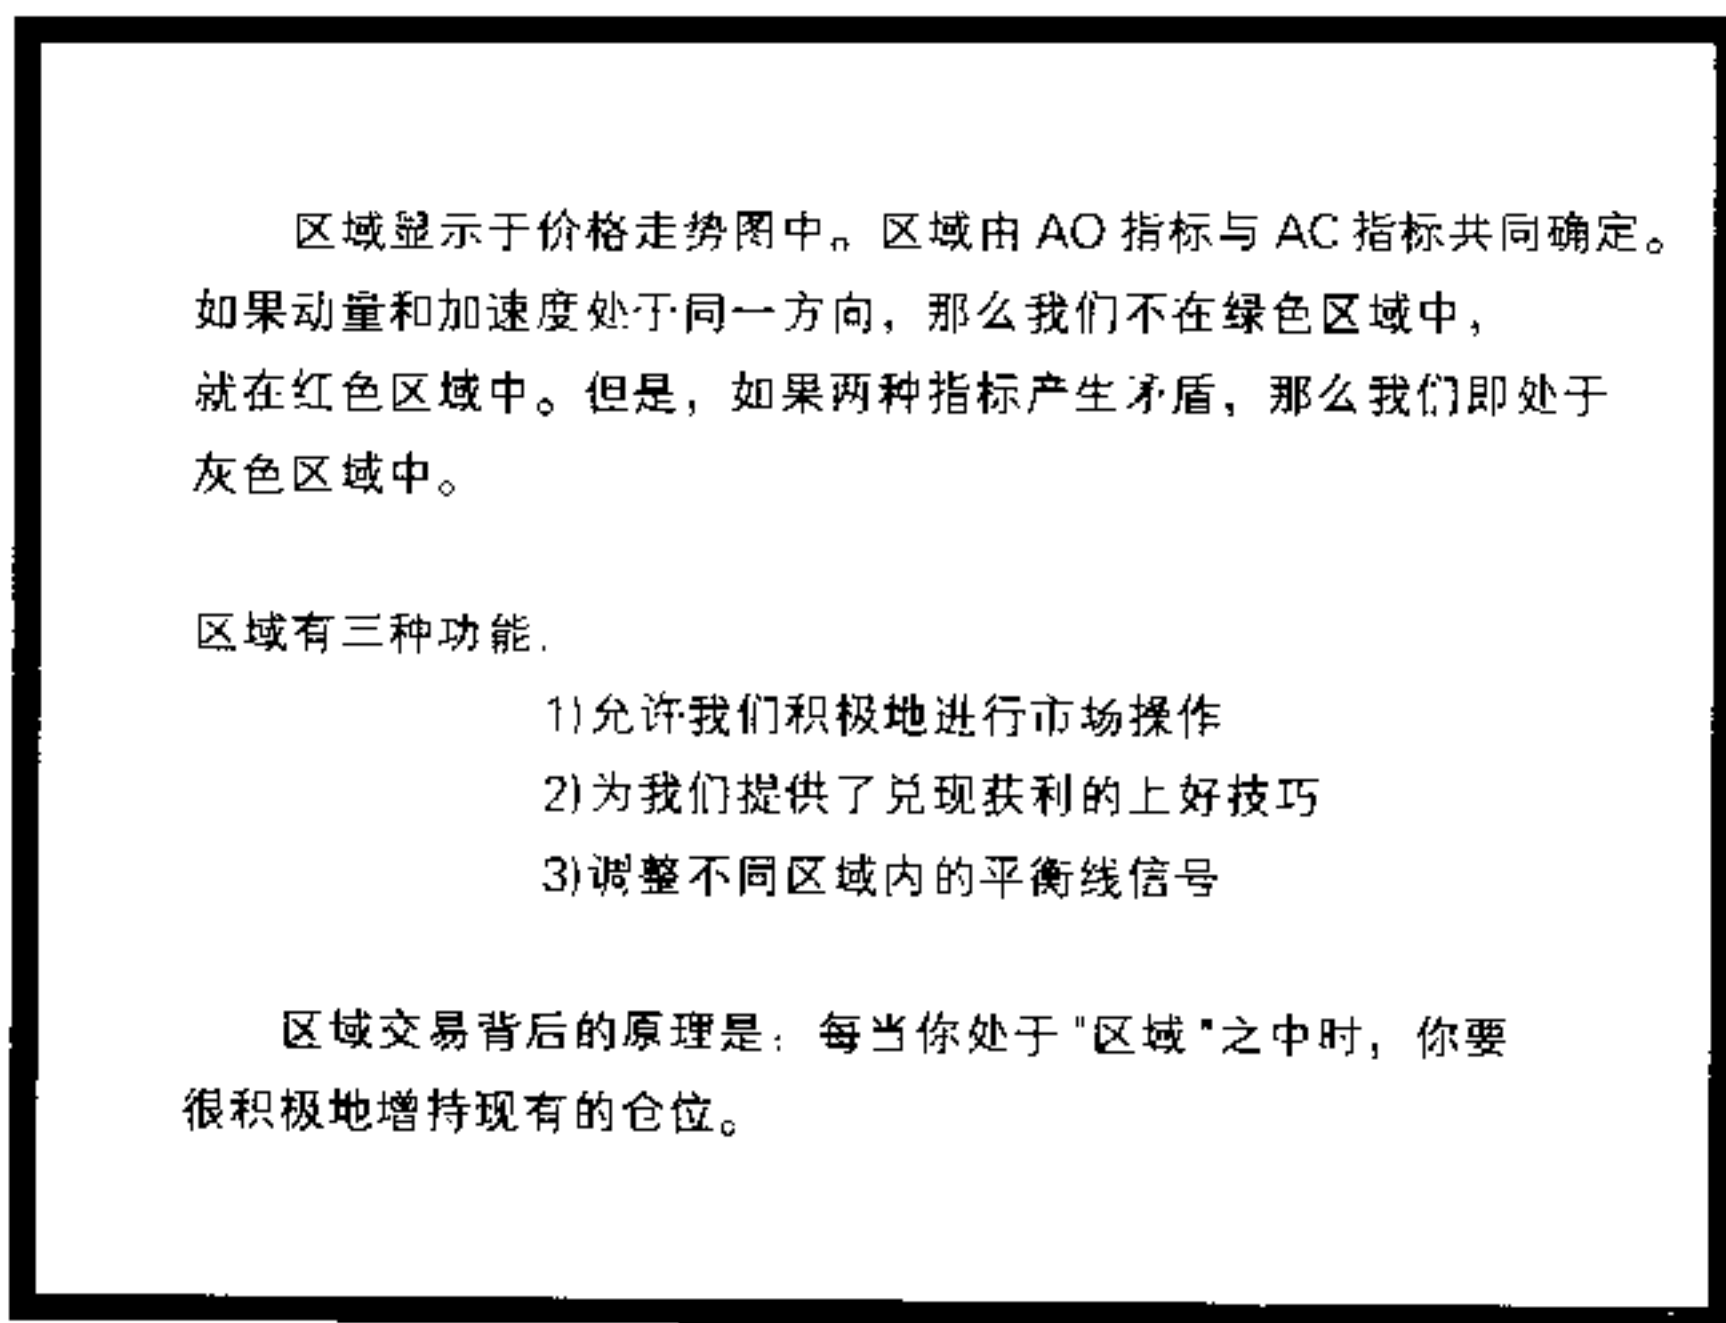 区域显示于价格走势图中。区域由 AO 指标与 AC 指标共同确定。
如果动量和加速度处于同一方向，那么我们不在绿色区域中，
就在红色区域中。但是，如果两种指标产生矛盾，那么我们即处于
灰色区域中。
区域有三种功能.
1)允许我们积极地进行市场操作
2)为我们提供了兑现获利的上好技巧
3)调整不同区域内的平衡线信号
区域交易背后的原理是：每当你处于"区域"之中时，你要
很积极地增持现有的仓位。